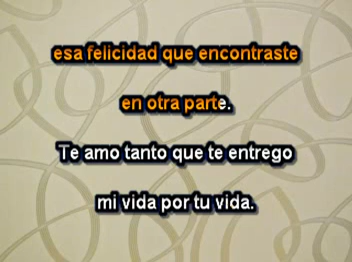 esa felicidad que encontraste
en otra parte.
Te amo tanto que te entrego
mi vida por tu vida.